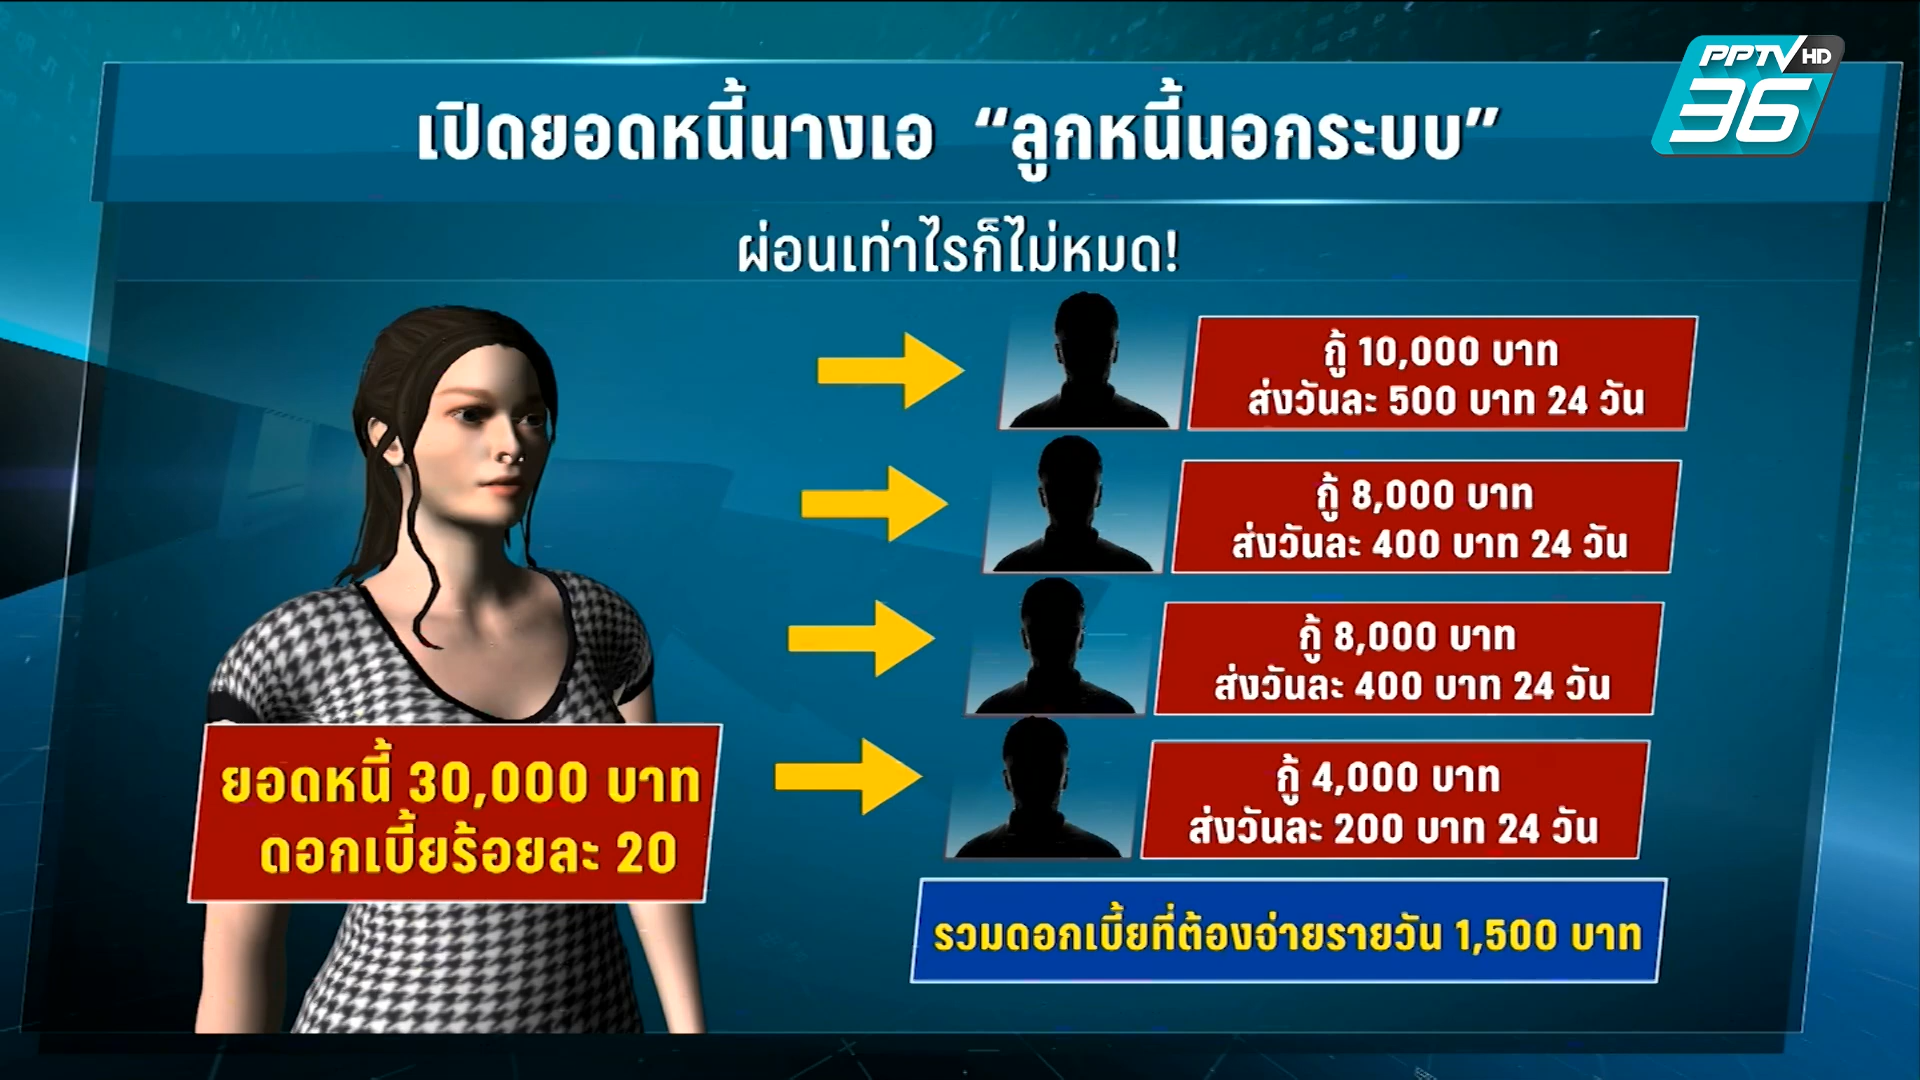 PPTV HD
36
เปิดยอดหนี้นางเอ “ลูกหนี้นอกระบบ”
ผ่อนเท่าไรก็ไม่หมด!
กู้ 10,000 บาท
ส่งวันละ 500 บาท 24 วัน
กู้ 8,000 บาท
ส่งวันละ 400 บาท 24 วัน
กู้ 8,000 บาท
ส่งวันละ 400 บาท 24 วัน
กู้ 4,000 บาท
ส่งวันละ 200 บาท 24 วัน
ยอดหนี้ 30,000 บาท
ดอกเบี้ยร้อยละ 20
รวมดอกเบี้ยที่ต้องจ่ายรายวัน 1,500 บาท